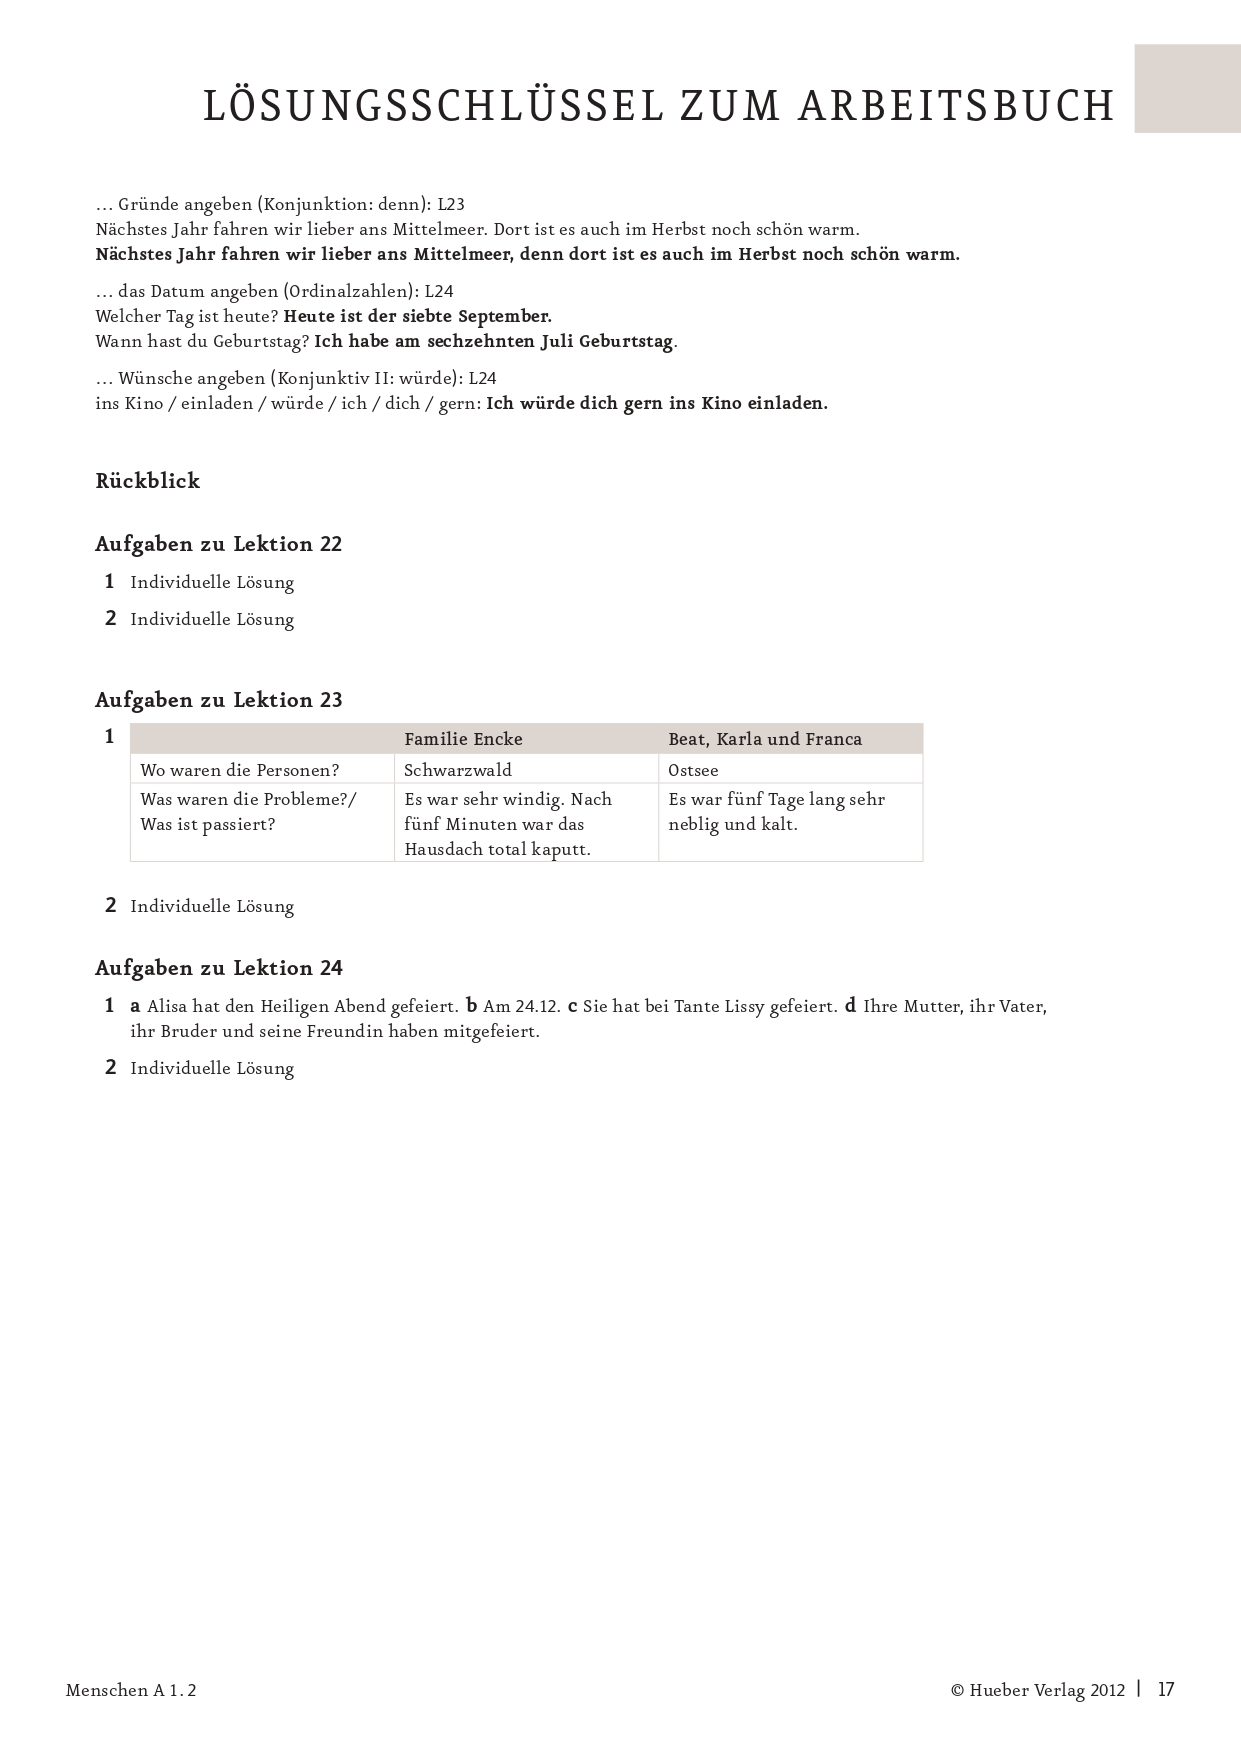 LÖSUNGSSCHLÜSSEL ZUM ARBEITSBUCH
… Gründe angeben (Konjunktion: denn): L23
Nächstes Jahr fahren wir lieber ans Mittelmeer. Dort ist es auch im Herbst noch schön warm.
Nächstes Jahr fahren wir lieber ans Mittelmeer, denn dort ist es auch im Herbst noch schön warm.
… das Datum angeben (Ordinalzahlen): L24
Welcher Tag ist heute? Heute ist der siebte September.
Wann hast du Geburtstag? Ich habe am sechzehnten Juli Geburtstag.
… Wünsche angeben (Konjunktiv II: würde): L24
ins Kino / einladen / würde / ich / dich / gern: Ich würde dich gern ins Kino einladen.
Rückblick
Aufgaben zu Lektion 22
1 Individuelle Lösung
2 Individuelle Lösung
Aufgaben zu Lektion 23
1 Familie Encke Beat, Karla und Franca
Wo waren die Personen? Schwarzwald Ostsee
Was waren die Probleme?/ Es war sehr windig. Nach Es war fünf Tage lang sehr
Was ist passiert? fünf Minuten war das neblig und kalt.
Hausdach total kaputt.
2 Individuelle Lösung
Aufgaben zu Lektion 24
1 a Alisa hat den Heiligen Abend gefeiert. b Am 24.12. c Sie hat bei Tante Lissy gefeiert. d Ihre Mutter, ihr Vater,
ihr Bruder und seine Freundin haben mitgefeiert.
2 Individuelle Lösung
Menschen A 1.2 © Hueber Verlag 2012 | 17